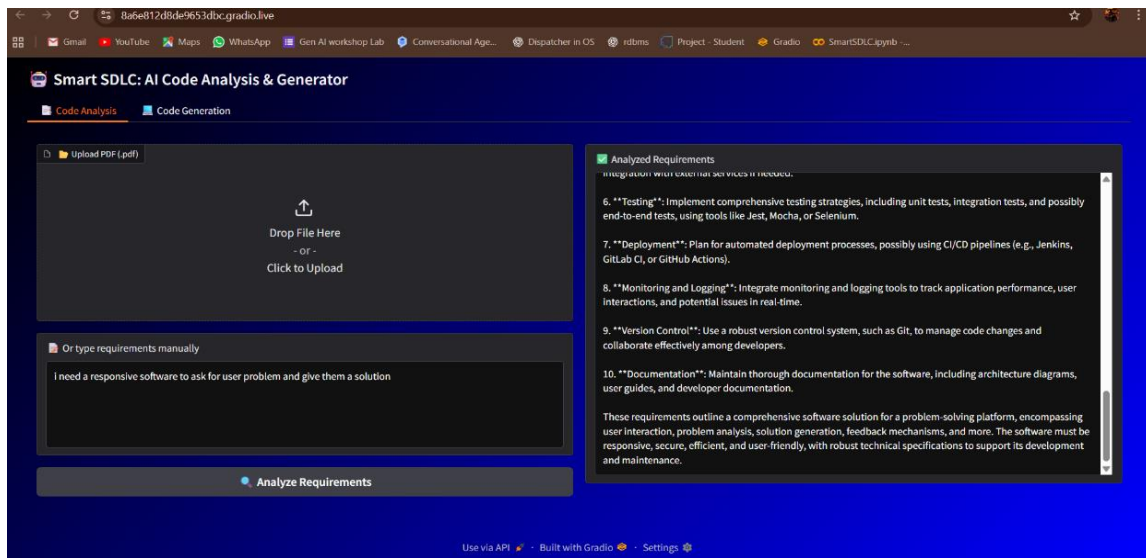 8a6e812d8de9653dbc.gradio.live
Gmail YouTube Maps WhatsApp Gen AI workshop Lab Conversational Age... Dispatcher in OS rdbms Project - Student Gradio SmartSDLC.ipynb -...
Smart SDLC: AI Code Analysis & Generator
Code Analysis Code Generation
Upload PDF (.pdf)
Drop File Here
- or -
Click to Upload
Or type requirements manually
i need a responsive software to ask for user problem and give them a solution
Analyze Requirements
Analyzed Requirements
integration with external services if needed.
6. **Testing**: Implement comprehensive testing strategies, including unit tests, integration tests, and possibly
end-to-end tests, using tools like Jest, Mocha, or Selenium.
7. **Deployment**: Plan for automated deployment processes, possibly using CI/CD pipelines (e.g., Jenkins,
GitLab CI, or GitHub Actions).
8. **Monitoring and Logging**: Integrate monitoring and logging tools to track application performance, user
interactions, and potential issues in real-time.
9. **Version Control**: Use a robust version control system, such as Git, to manage code changes and
collaborate effectively among developers.
10. **Documentation**: Maintain thorough documentation for the software, including architecture diagrams,
user guides, and developer documentation.
These requirements outline a comprehensive software solution for a problem-solving platform, encompassing
user interaction, problem analysis, solution generation, feedback mechanisms, and more. The software must be
responsive, secure, efficient, and user-friendly, with robust technical specifications to support its development
and maintenance.
Use via API · Built with Gradio · Settings